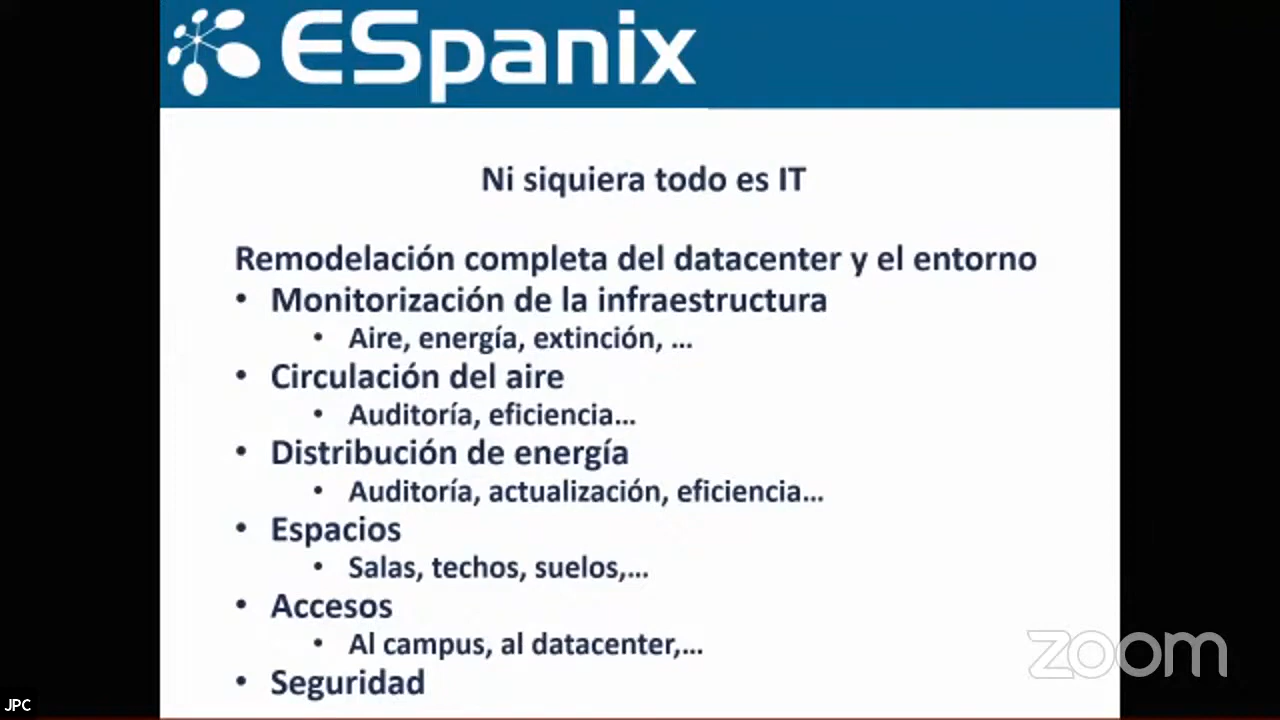 ESpanix
Ni siquiera todo es IT
Remodelación completa del datacenter y el entorno
• Monitorización de la infraestructura
• Aire, energía, extinción, ...
• Circulación del aire
• Auditoría, eficiencia...
• Distribución de energía
• Auditoría, actualización, eficiencia...
• Espacios
• Salas, techos, suelos,...
• Accesos
• Al campus, al datacenter,...
• Seguridad
zoom
JPC